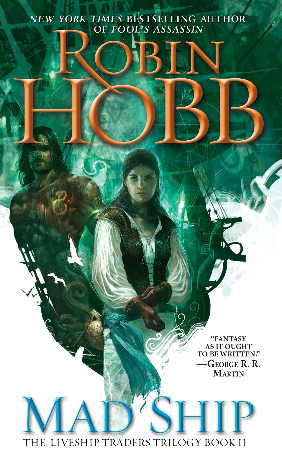 NEW YORK TIMES BESTSELLING AUTHOR
OF FOOL'S ASSASSIN
ROBIN
HOBB
"FANTASY
AS IT OUGHT
TO BE WRITTEN."
—GEORGE R. R.
MARTIN
MAD SHIP
THE LIVESHIP TRADERS TRILOGY BOOK II